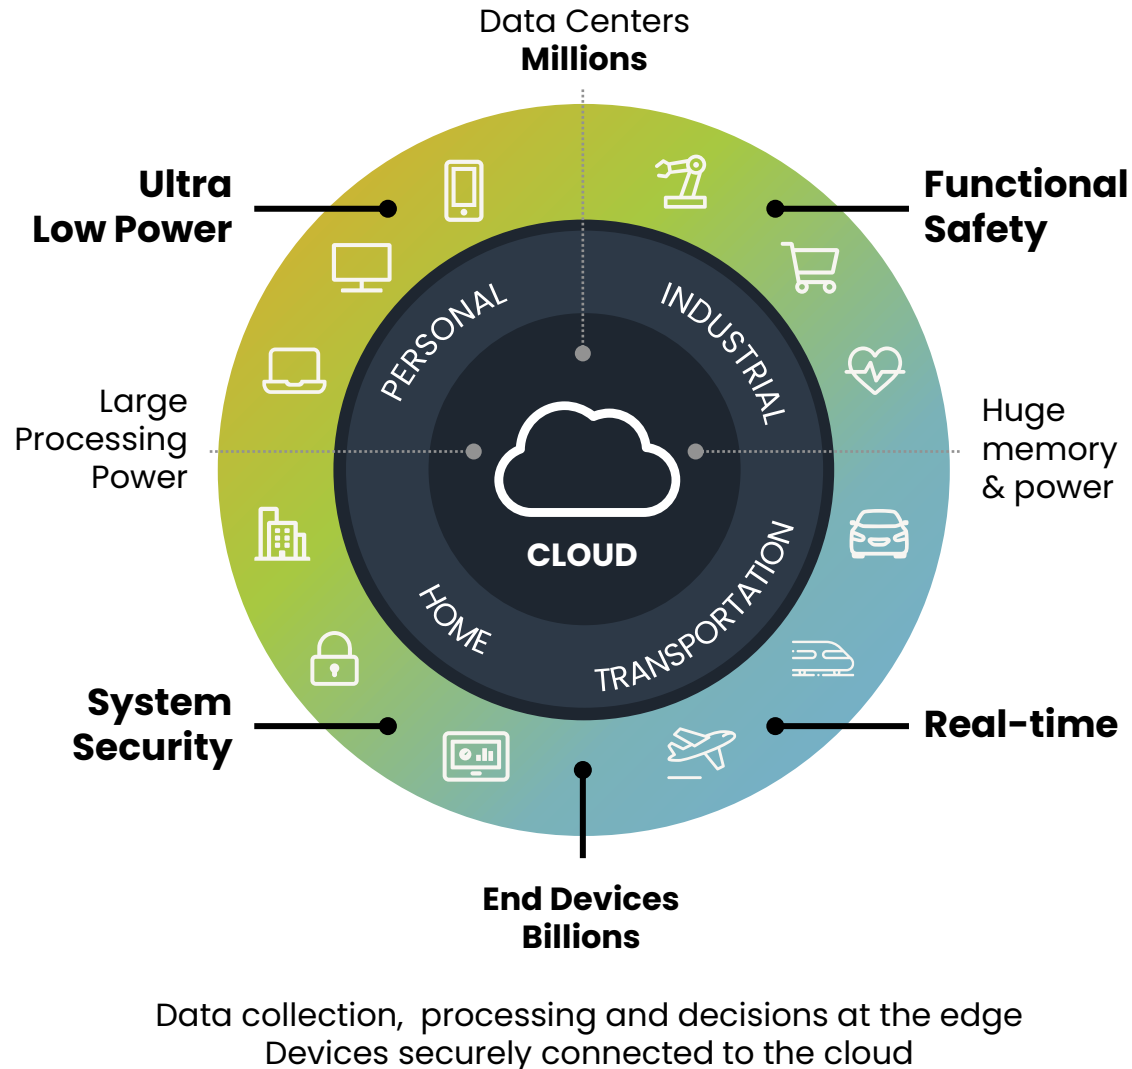 Data Centers
Millions
Ultra
Low Power
Functional
Safety
PERSONAL
INDUSTRIAL
Large
Processing
Power
Huge
memory
& power
CLOUD
HOME
TRANSPORTATION
System
Security
Real-time
End Devices
Billions
Data collection,  processing and decisions at the edge
Devices securely connected to the cloud